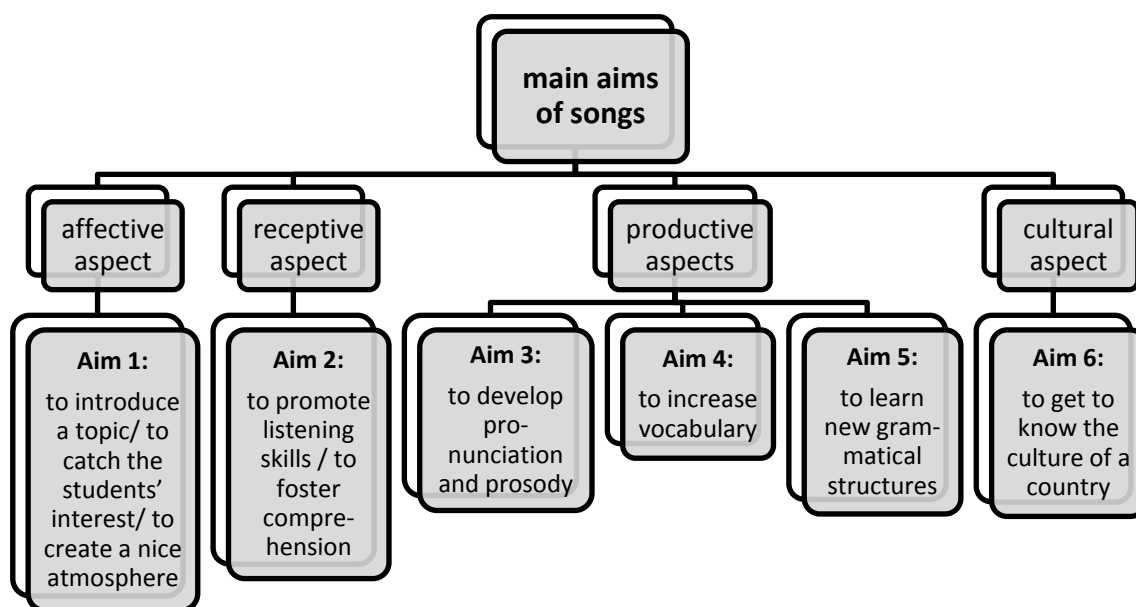 main aims
of songs
affective
aspect
receptive
aspect
productive
aspects
cultural
aspect
Aim 1:
to introduce
a topic/ to
catch the
students’
interest/ to
create a nice
atmosphere
Aim 2:
to promote
listening
skills / to
foster
compre-
hension
Aim 3:
to develop
pro-
nunciation
and prosody
Aim 4:
to increase
vocabulary
Aim 5:
to learn
new gram-
matical
structures
Aim 6:
to get to
know the
culture of a
country